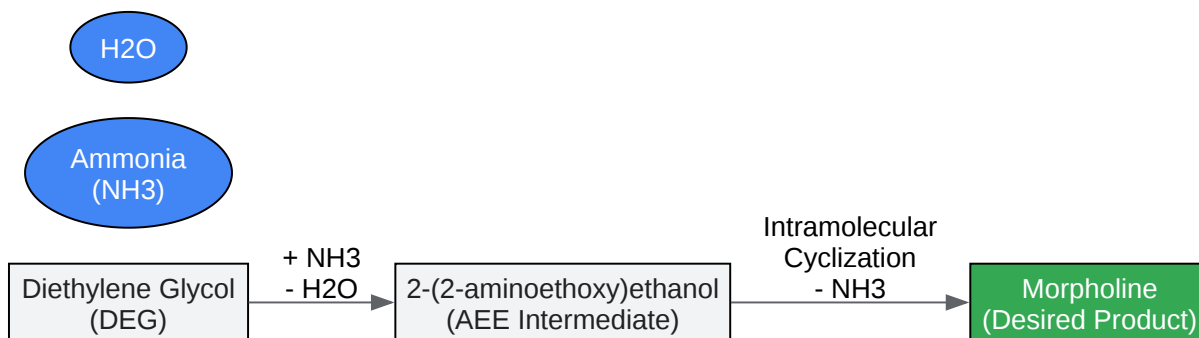 H2O
Ammonia
(NH3)
Diethylene Glycol
(DEG)
+ NH3
- H2O
2-(2-aminoethoxy)ethanol
(AEE Intermediate)
Intramolecular
Cyclization
- NH3
Morpholine
(Desired Product)